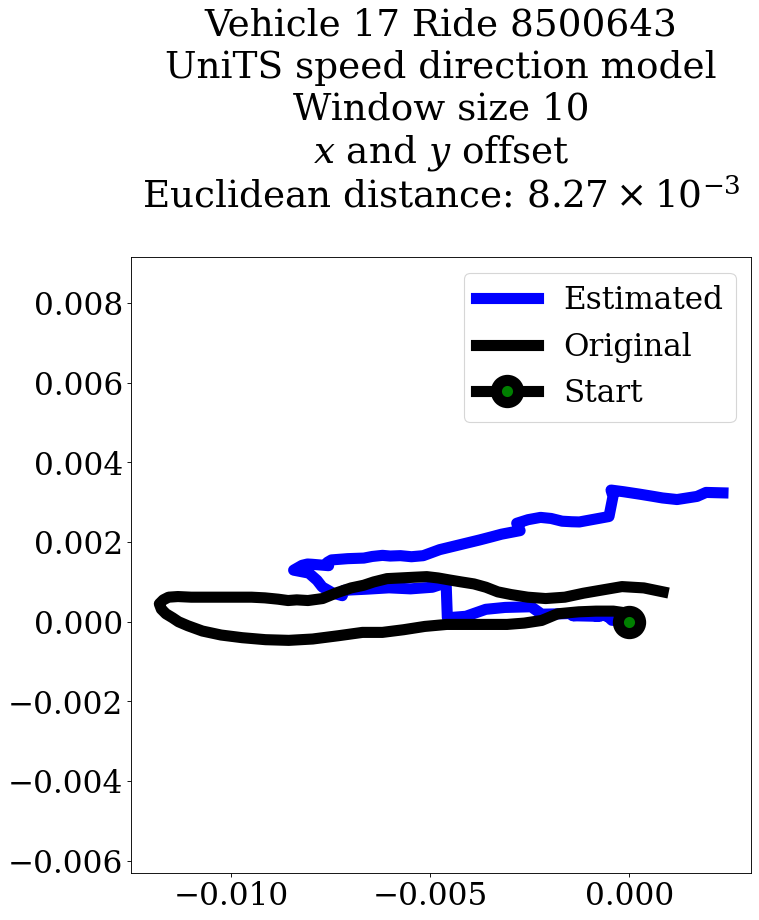 Vehicle 17 Ride 8500643
UniTS speed direction model
Window size 10
x and y offset
Euclidean distance: 8.27 × 10⁻³
Estimated
Original
Start
0.008
0.006
0.004
0.002
0.000
−0.002
−0.004
−0.006
−0.010
−0.005
0.000